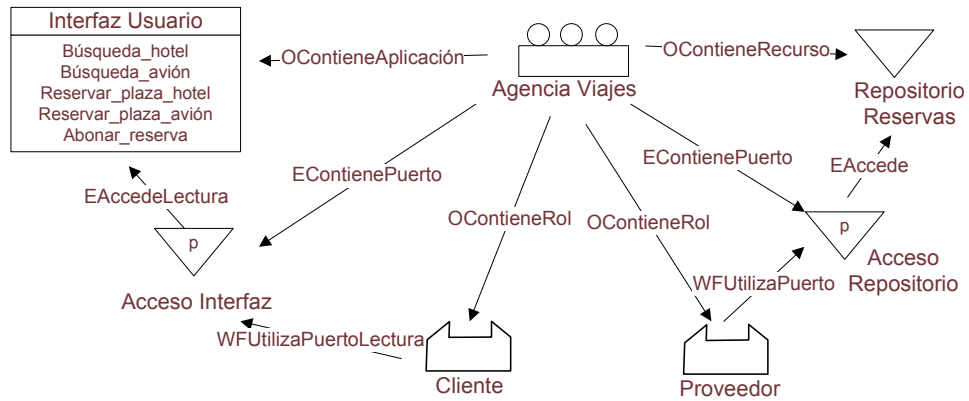 Interfaz Usuario
Búsqueda_hotel
Búsqueda_avión
Reservar_plaza_hotel
Reservar_plaza_avión
Abonar_reserva
OContieneAplicación
Agencia Viajes
OContieneRecurso
Repositorio
Reservas
EContienePuerto
EContienePuerto
EAccede
EAccedeLectura
OContieneRol
OContieneRol
p
p
Acceso
Repositorio
WFUtilizaPuerto
Acceso Interfaz
WFUtilizaPuertoLectura
Cliente
Proveedor